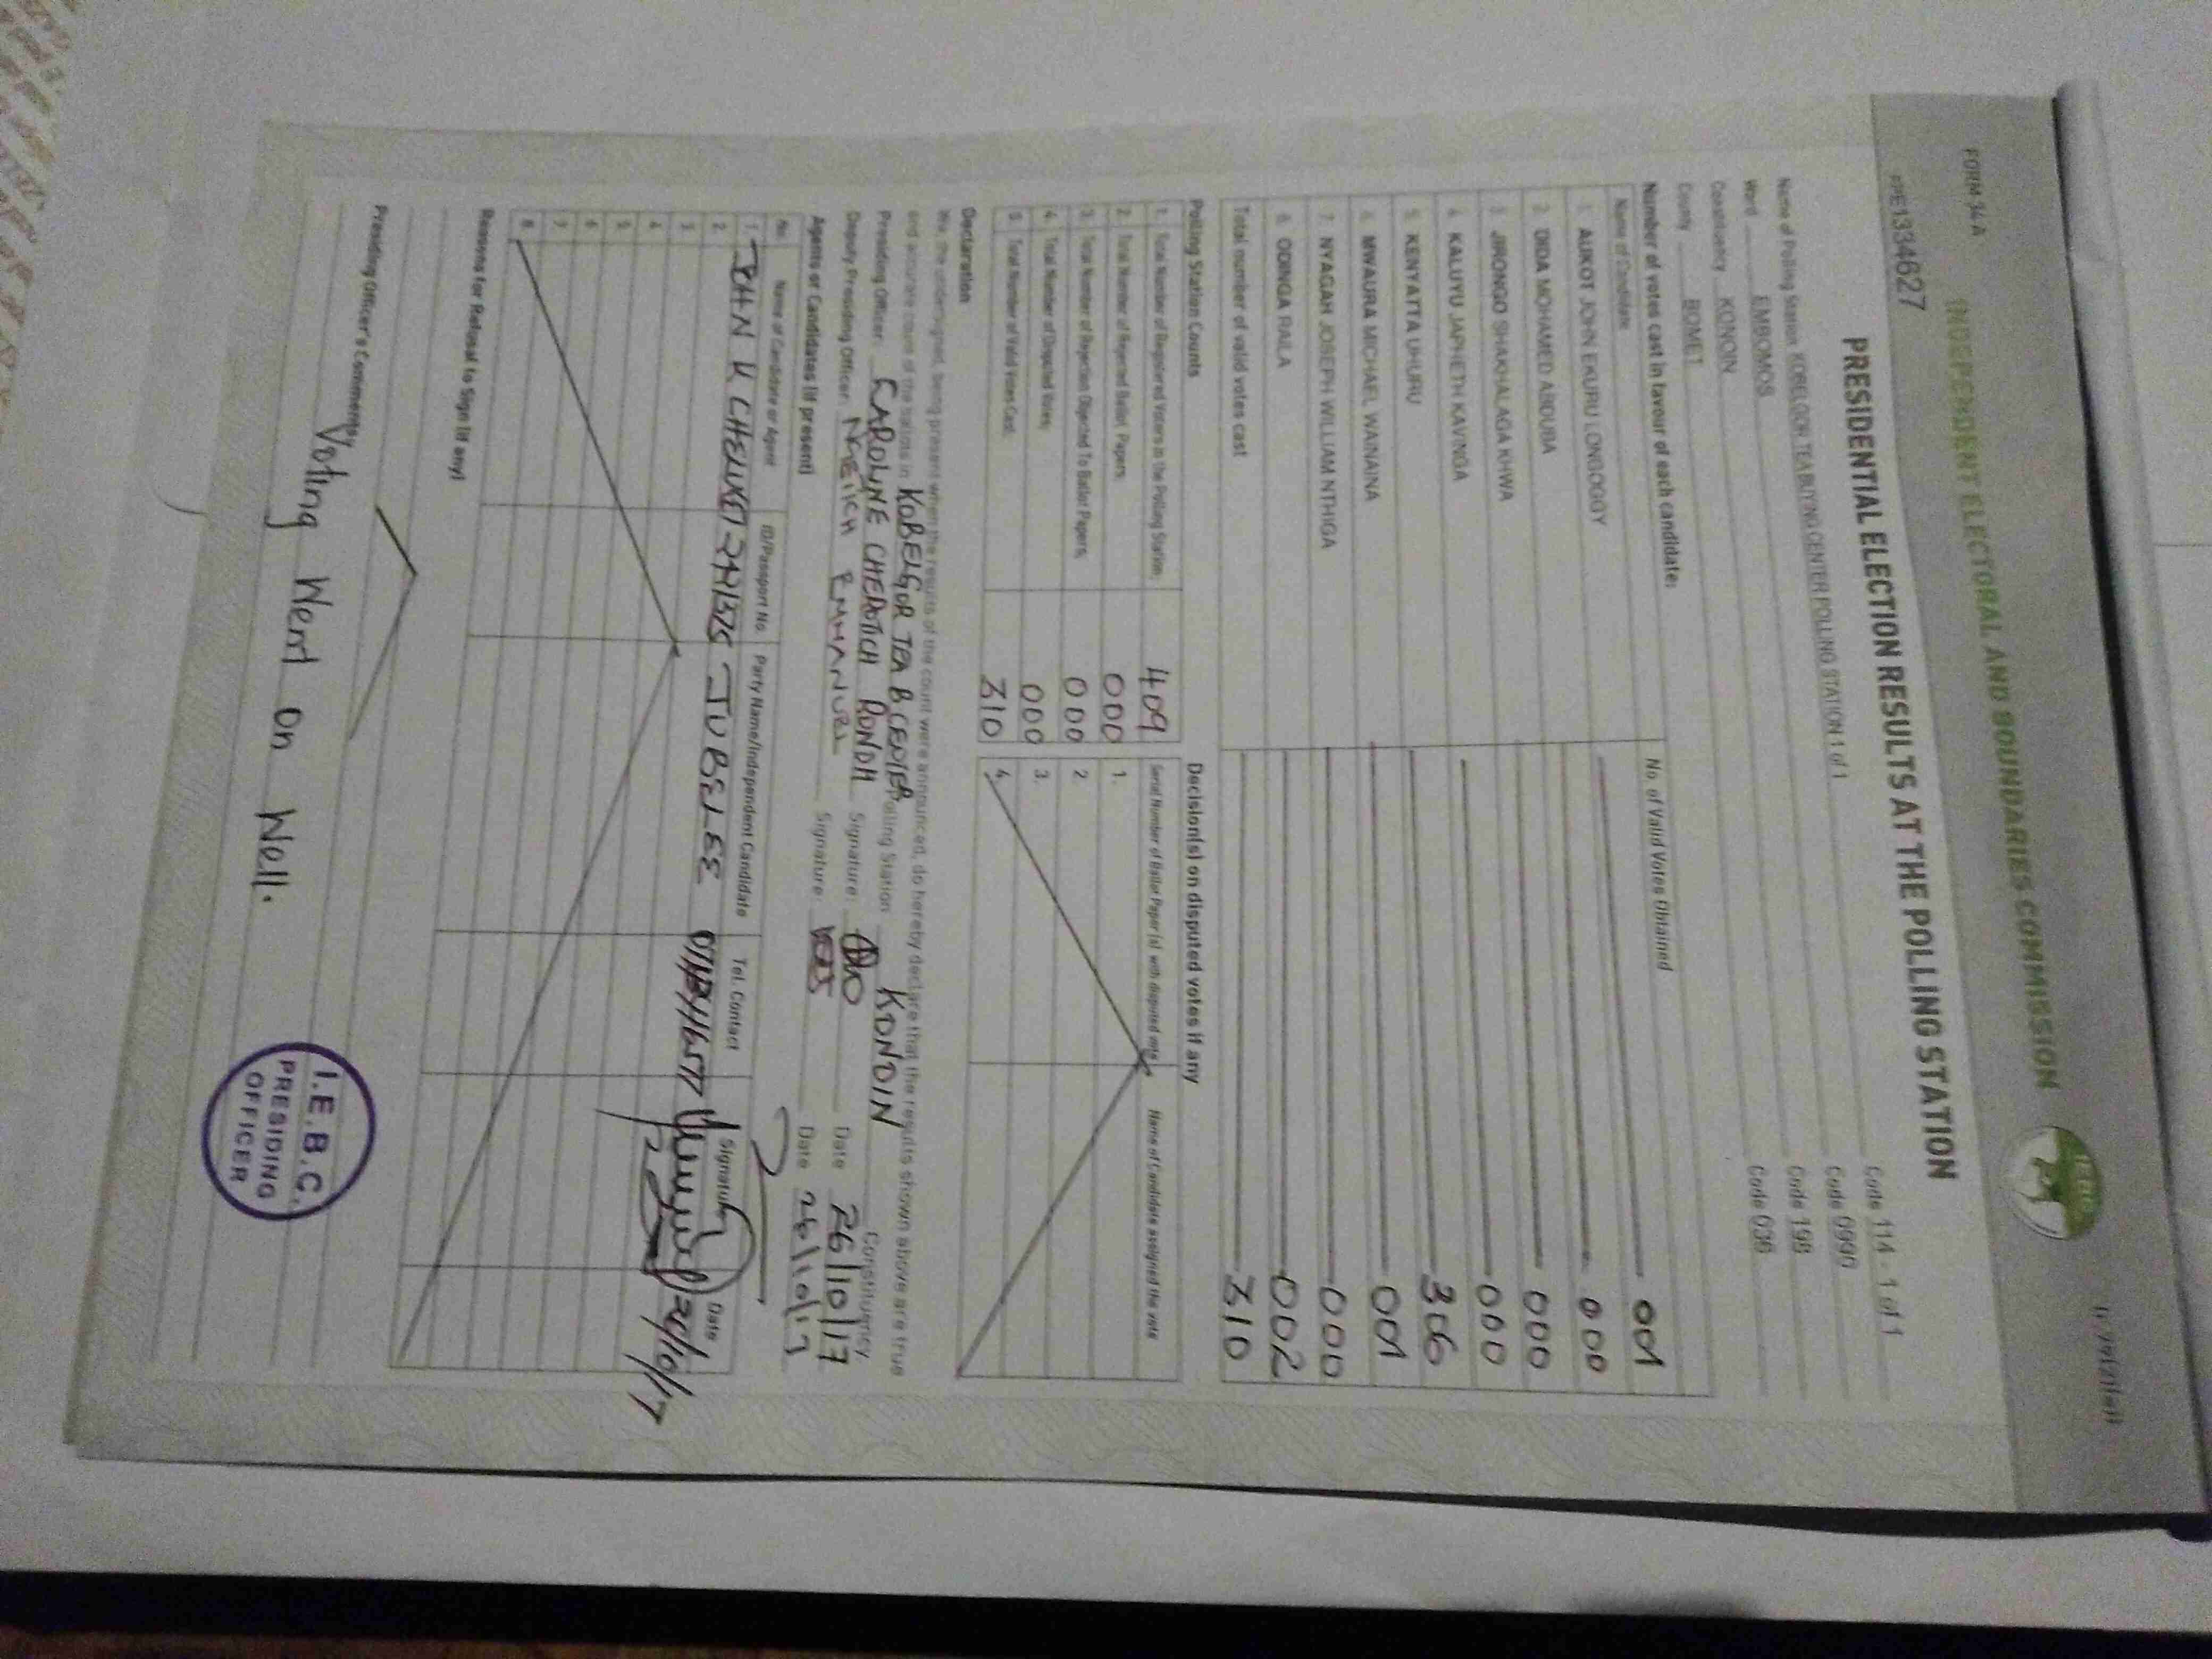 FORM 34A
INDEPENDENT ELECTORAL AND BOUNDARIES COMMISSION
IEBC
PRE1334627
PRESIDENTIAL ELECTION RESULTS AT THE POLLING STATION
Name of Polling Station KOBELGOR TEA BUYING CENTER POLLING STATION 1 of 1 Code 114 - 1 of 1
Ward EMBOMOS Code 0990
Constituency KONOIN Code 198
County BOMET Code 036
Number of votes cast in favour of each candidate:
Name of Candidate No. of Valid Votes Obtained
1. AUKOT JOHN EKURU LONGOGGY 001
2. DIDA MOHAMED ABDUBA 000
3. JIRONGO SHAKHALAGA KHWA 000
4. KALUYU JAPHETH KAVINGA 000
5. KENYATTA UHURU 306
6. MWAURA MICHAEL WAINAINA 001
7. NYAGAH JOSEPH WILLIAM NTHIGA 000
8. ODINGA RAILA 002
Total number of valid votes cast 310
Polling Station Counts
1. Total Number of Registered Voters in the Polling Station: 409
2. Total Number of Rejected Ballot Papers: 000
3. Total Number of Rejection Objected To Ballot Papers: 000
4. Total Number of Disputed Votes: 000
5. Total Number of Valid Votes Cast: 310
Decision(s) on disputed votes if any
Serial Number of Ballot Paper(s) with disputed vote Name of Candidate assigned the vote
1.
2.
3.
4.
Declaration
We, the undersigned, being present when the results of the count were announced, do hereby declare that the results shown above are true
and accurate count of the ballots in KOBELGOR TEA B CENTER Polling Station KONOIN Constituency
Presiding Officer: CAROLYNE CHEPOTICH Signature: Date 26/10/17
Deputy Presiding Officer: NGEICH EMMANUEL Signature: Date 26/10/17
Agents or Candidates (if present)
No. Name of Candidate or Agent ID/Passport No. Party Name/Independent Candidate Tel. Contact Signature Date
1. JOHN K JUBELEE 26/10/17
2.
3.
4.
5.
6.
7.
8.
Reasons for Refusal to Sign (if any)
Presiding Officer's Comments
Voting Went on Well.
I.E.B.C.
PRESIDING
OFFICER